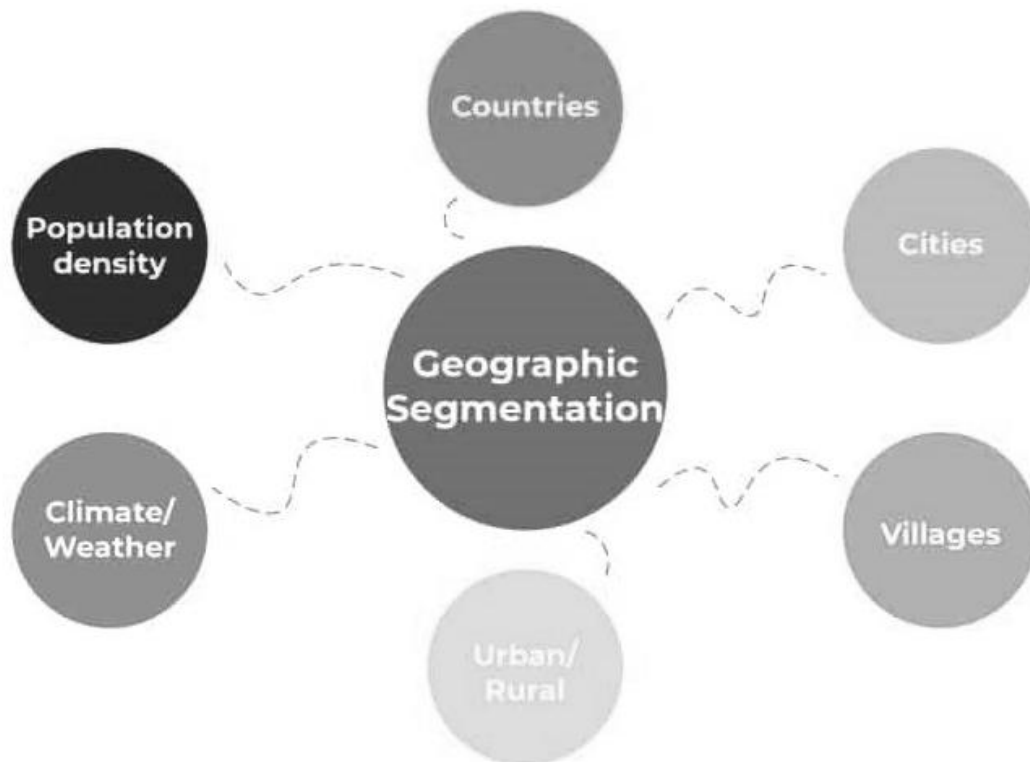 Countries
Population
density
Cities
Geographic
Segmentation
Climate/
Weather
Villages
Urban/
Rural